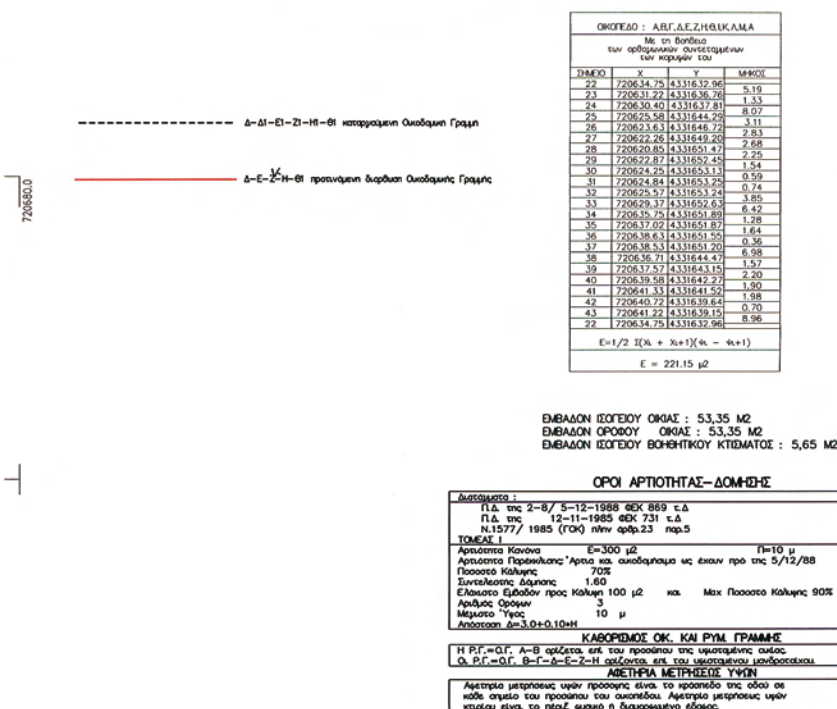 ΟΙΚΟΠΕΔΟ : Α,Β,Γ,Δ,Ε,Ζ,Η,Θ,Ι,Κ,Λ,Μ,Α
Με τη βοήθεια
των ορθογωνικών συντεταγμένων
των κορυφών του
ΣΗΜΕΙΟ Χ Υ ΜΗΚΟΣ
22 720634.75 4331632.96
5.19
23 720631.22 4331636.76
1.33
24 720630.40 4331637.81
8.07
25 720625.58 4331644.29
3.11
26 720623.63 4331646.72
2.83
27 720622.26 4331649.20
2.68
28 720620.85 4331651.47
2.25
29 720622.87 4331652.45
1.54
30 720624.25 4331653.13
0.59
31 720624.84 4331653.25
0.74
32 720625.57 4331653.24
3.85
33 720629.37 4331652.63
6.42
34 720635.75 4331651.89
1.28
35 720637.02 4331651.87
1.64
36 720638.63 4331651.55
0.36
37 720638.53 4331651.20
6.98
38 720636.71 4331644.47
1.57
39 720637.57 4331643.15
2.20
40 720639.58 4331642.27
1.90
41 720641.33 4331641.52
1.98
42 720640.72 4331639.64
0.70
43 720641.22 4331639.15
8.96
22 720634.75 4331632.96
Ε=1/2 Σ(Χι + Χι+1)(ψι - ψι+1)
Ε = 221.15 μ2
Δ-Δ1-Ε1-Ζ1-Η1-Θ1 καταργούμενη Οικοδομική Γραμμή
Δ-Ε-Ζ-Η-Θ1 προτινόμενη διορθωση Οικοδομικής Γραμμής
720680.0
ΕΜΒΑΔΟΝ ΙΣΟΓΕΙΟΥ ΟΙΚΙΑΣ : 53,35 Μ2
ΕΜΒΑΔΟΝ ΟΡΟΦΟΥ ΟΙΚΙΑΣ : 53,35 Μ2
ΕΜΒΑΔΟΝ ΙΣΟΓΕΙΟΥ ΒΟΗΘΗΤΙΚΟΥ ΚΤΙΣΜΑΤΟΣ : 5,65 Μ2
ΟΡΟΙ ΑΡΤΙΟΤΗΤΑΣ-ΔΟΜΗΣΗΣ
Διατάγματα :
Π.Δ. της 2-8/ 5-12-1988 ΦΕΚ 869 τ.Δ
Π.Δ. της 12-11-1985 ΦΕΚ 731 τ.Δ
Ν.1577/ 1985 (ΓΟΚ) πλην αρθρ.23 παρ.5
ΤΟΜΕΑΣ Ι
Αρτιότητα Κανόνα Ε=300 μ2 Π=10 μ
Αρτιότητα Παρέκκλισης: Άρτια και οικοδομήσιμα ως έχουν πρό της 5/12/88
Ποσοστό Κάλυψης 70%
Συντελεστής Δόμησης 1.60
Ελάχιστο Εμβαδόν προς Κάλυψη 100 μ2 και Μαχ Ποσοστό Κάλυψης 90%
Αριθμός Ορόφων 3
Μέγιστο Ύψος 10 μ
Απόσταση Δ=3.0+0.10*Η
ΚΑΘΟΡΙΣΜΟΣ ΟΙΚ. ΚΑΙ ΡΥΜ. ΓΡΑΜΜΗΣ
Η Ρ.Γ.=Ο.Γ. Α-Β ορίζεται επί του προσώπου της υφισταμένης οικίας
Οι Ρ.Γ.=Ο.Γ. Β-Γ-Δ-Ε-Ζ-Η ορίζονται επί του υφισταμένου μανδροτοίχου
ΑΦΕΤΗΡΙΑ ΜΕΤΡΗΣΕΩΣ ΥΨΩΝ
Αφετηρία μετρήσεως υψών πρόσοψης είναι το κράσπεδο της οδού σε
κάθε σημείο του προσώπου του οικοπέδου. Αφετηρία μετρήσεως υψών
κτιρίου είναι το πέριξ φυσικό ή διαμορφωμένο έδαφος.